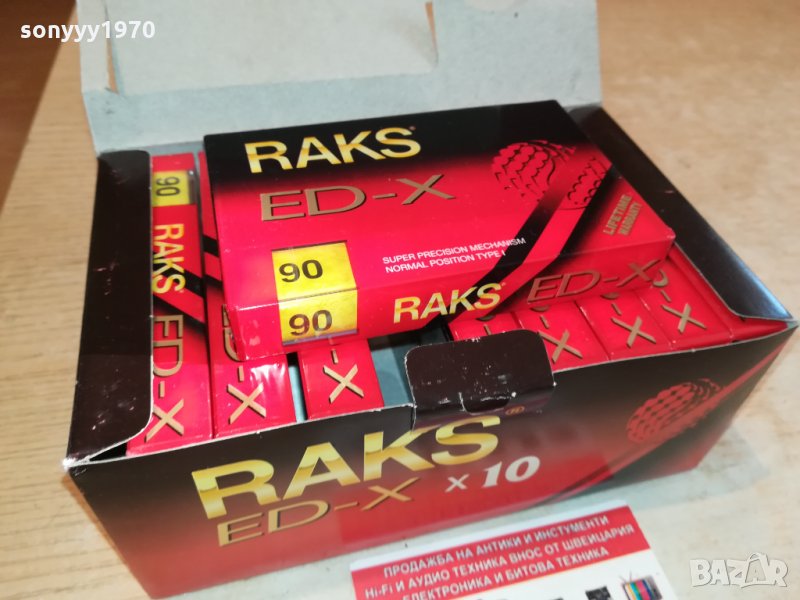 sonyyy1970
RAKS
ED-X
90
SUPER PRECISION MECHANISM
NORMAL POSITION TYPE I
LIFETIME
WARRANTY
90
RAKS
ED-X
90
RAKS
ED-X
-X
-X
X
X
X
X
RAKS®
ED-X x10
ПРОДАЖБА НА АНТИКИ И ИНСТУМЕНТИ
Hi-Fi И АУДИО ТЕХНИКА ВНОС ОТ ШВЕЙЦАРИЯ
ЕЛЕКТРОНИКА И БИТОВА ТЕХНИКА
BAZAR